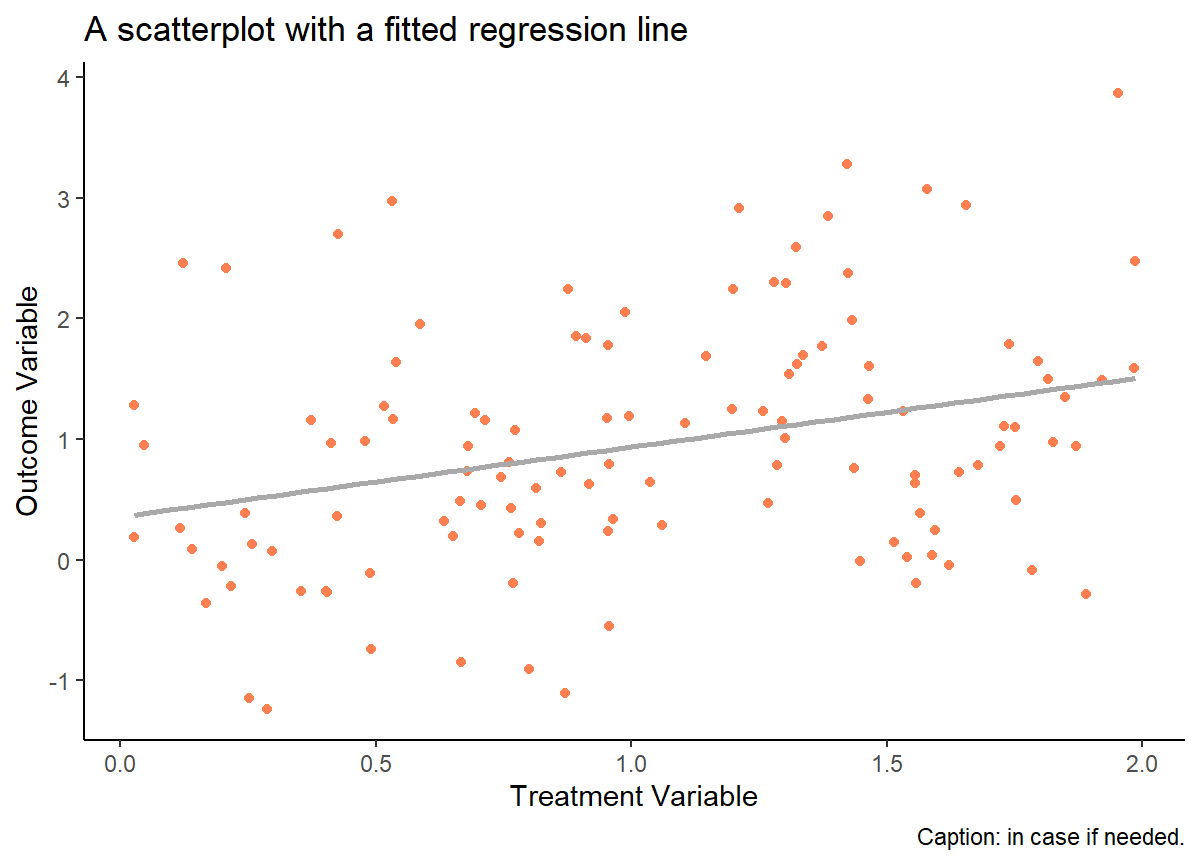 A scatterplot with a fitted regression line
4
3
2
1
0
-1
Outcome Variable
0.0 0.5 1.0 1.5 2.0
Treatment Variable
Caption: in case if needed.